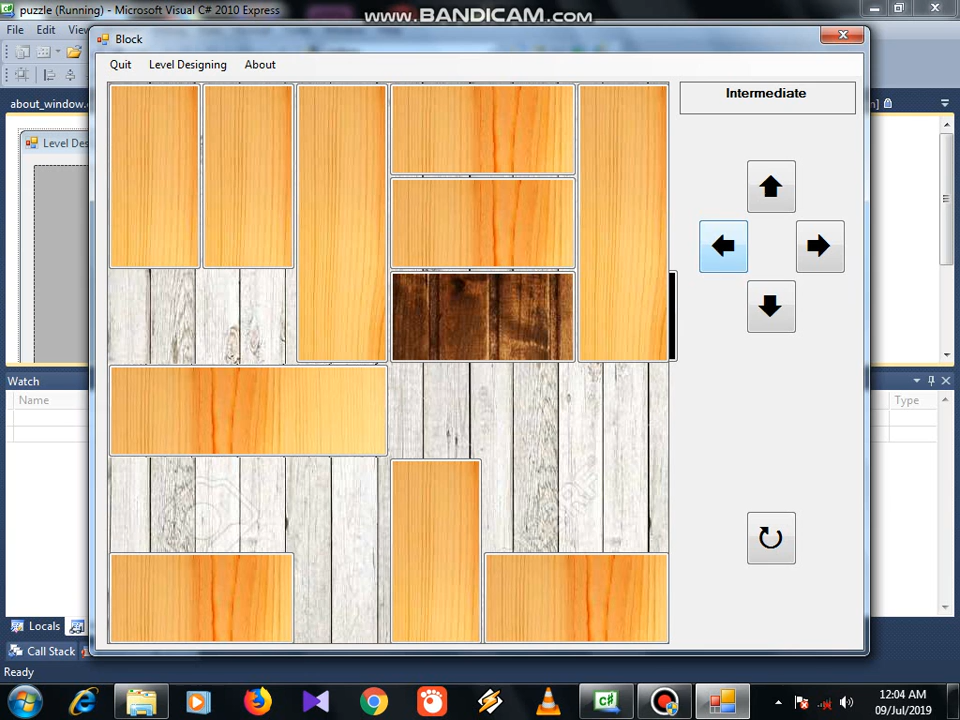 puzzle (Running) - Microsoft Visual C# 2010 Express
www.BANDICAM.com
File Edit
Block
Quit Level Designing About
about_window.
Level Des
Intermediate
Watch
Name
Type
Locals
Call Stack
Ready
12:04 AM
09/Jul/2019